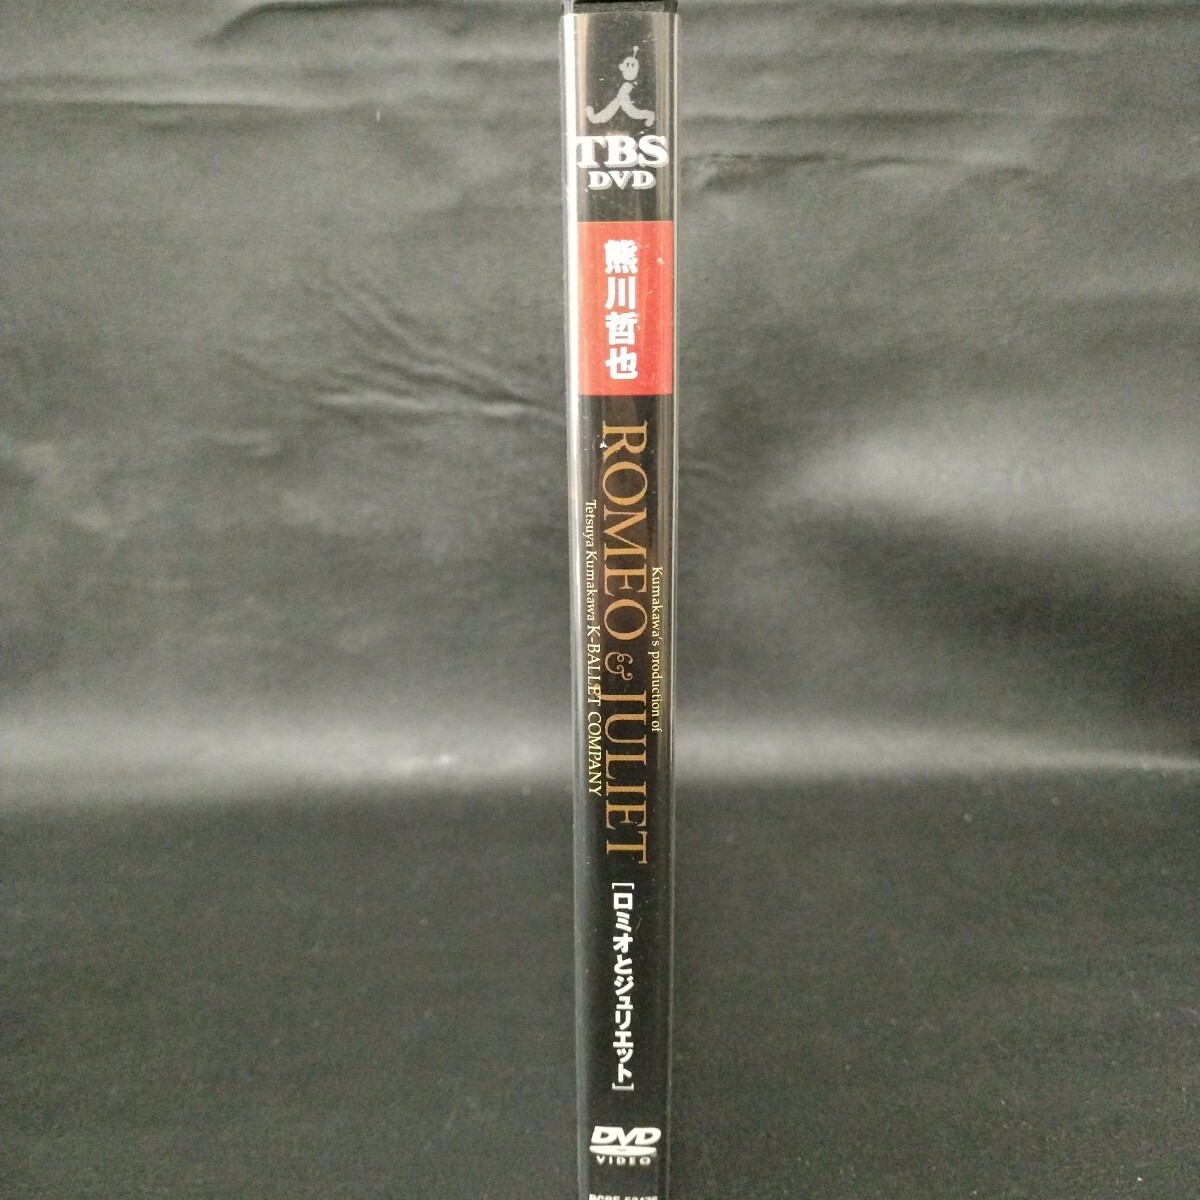 TBS
DVD
熊川哲也
Kumakawa's production of
ROMEO & JULIET
Tetsuya Kumakawa K-BALLET COMPANY
[ロミオとジュリエット]
DVD
VIDEO